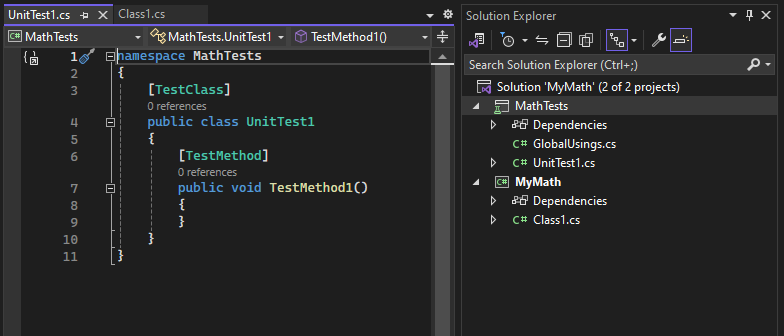 UnitTest1.cs Class1.cs
MathTests MathTests.UnitTest1 TestMethod1()
1 namespace MathTests
2 {
3 [TestClass]
0 references
4 public class UnitTest1
5 {
6 [TestMethod]
0 references
7 public void TestMethod1()
8 {
9 }
10 }
11 }
Solution Explorer
Search Solution Explorer (Ctrl+;)
Solution 'MyMath' (2 of 2 projects)
MathTests
Dependencies
C# GlobalUsings.cs
C# UnitTest1.cs
C# MyMath
Dependencies
C# Class1.cs